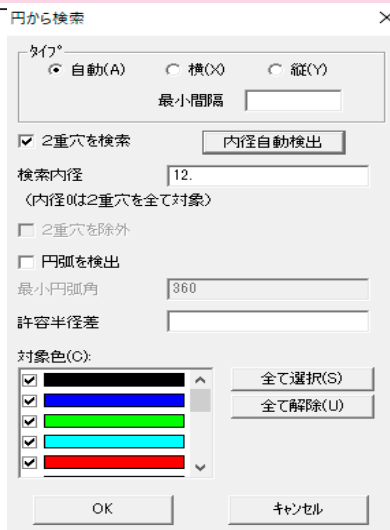 円から検索
ﾀｲﾌﾟ
自動(A) 横(X) 縦(Y)
最小間隔
2重穴を検索 内径自動検出
検索内径 12.
(内径0は2重穴を全て対象)
2重穴を除外
円弧を検出
最小円弧角 360
許容半径差
対象色(C):
全て選択(S)
全て解除(U)
OK ｷｬﾝｾﾙ